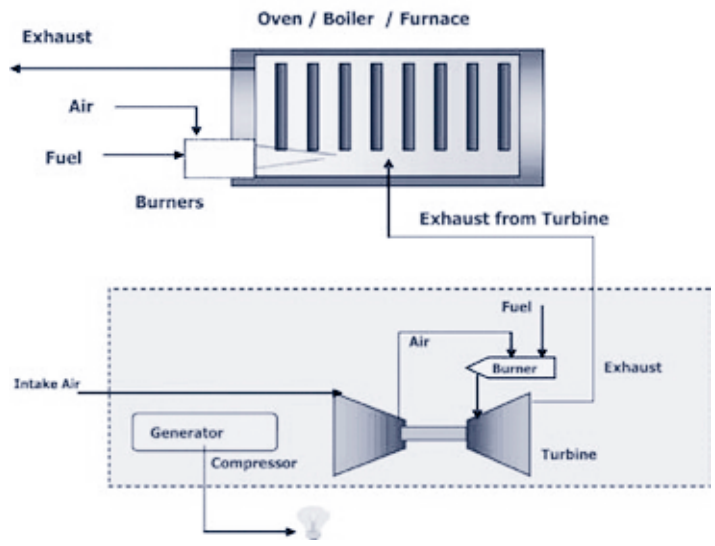 Oven / Boiler / Furnace
Exhaust
Air
Fuel
Burners
Exhaust from Turbine
Fuel
Air
Burner
Exhaust
Intake Air
Generator
Compressor
Turbine